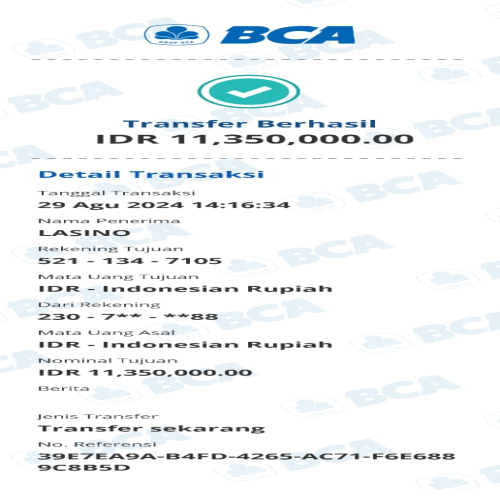 BCA
Transfer Berhasil
IDR 11,350,000.00
Detail Transaksi
Tanggal Transaksi
29 Agu 2024 14:16:34
Nama Penerima
LASINO
Rekening Tujuan
521 - 134 - 7105
Mata Uang Tujuan
IDR - Indonesian Rupiah
Dari Rekening
230 - 7** - **88
Mata Uang Asal
IDR - Indonesian Rupiah
Nominal Tujuan
IDR 11,350,000.00
Berita
Jenis Transfer
Transfer sekarang
No. Referensi
39E7EA9A-B4FD-4265-AC71-F6E688
9C8B5D